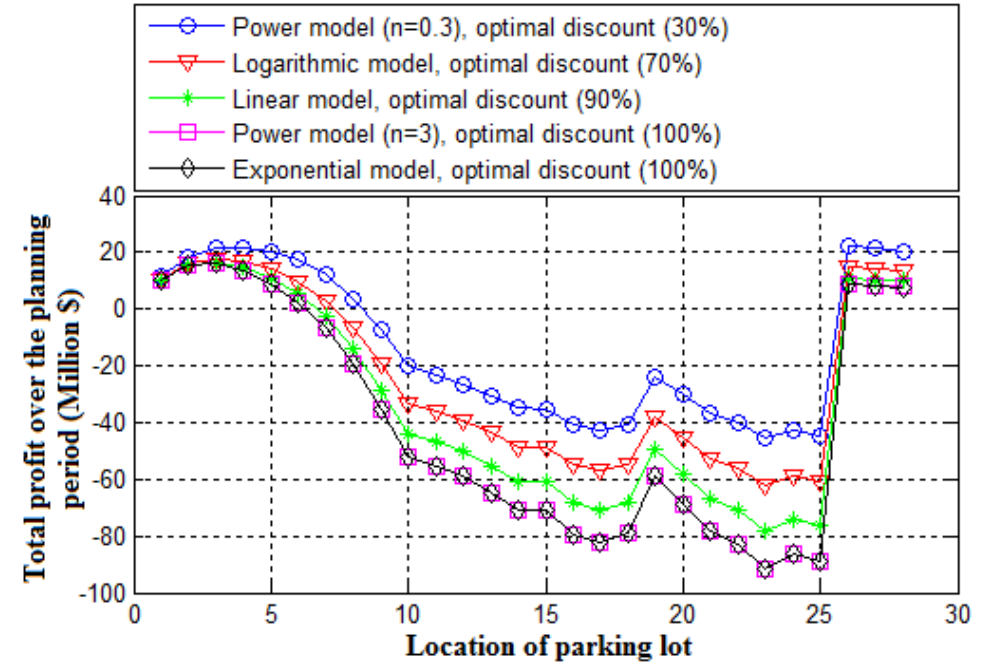 Power model (n=0.3), optimal discount (30%)
Logarithmic model, optimal discount (70%)
Linear model, optimal discount (90%)
Power model (n=3), optimal discount (100%)
Exponential model, optimal discount (100%)
Total profit over the planning
period (Million $)
40
20
0
-20
-40
-60
-80
-100
0 5 10 15 20 25 30
Location of parking lot